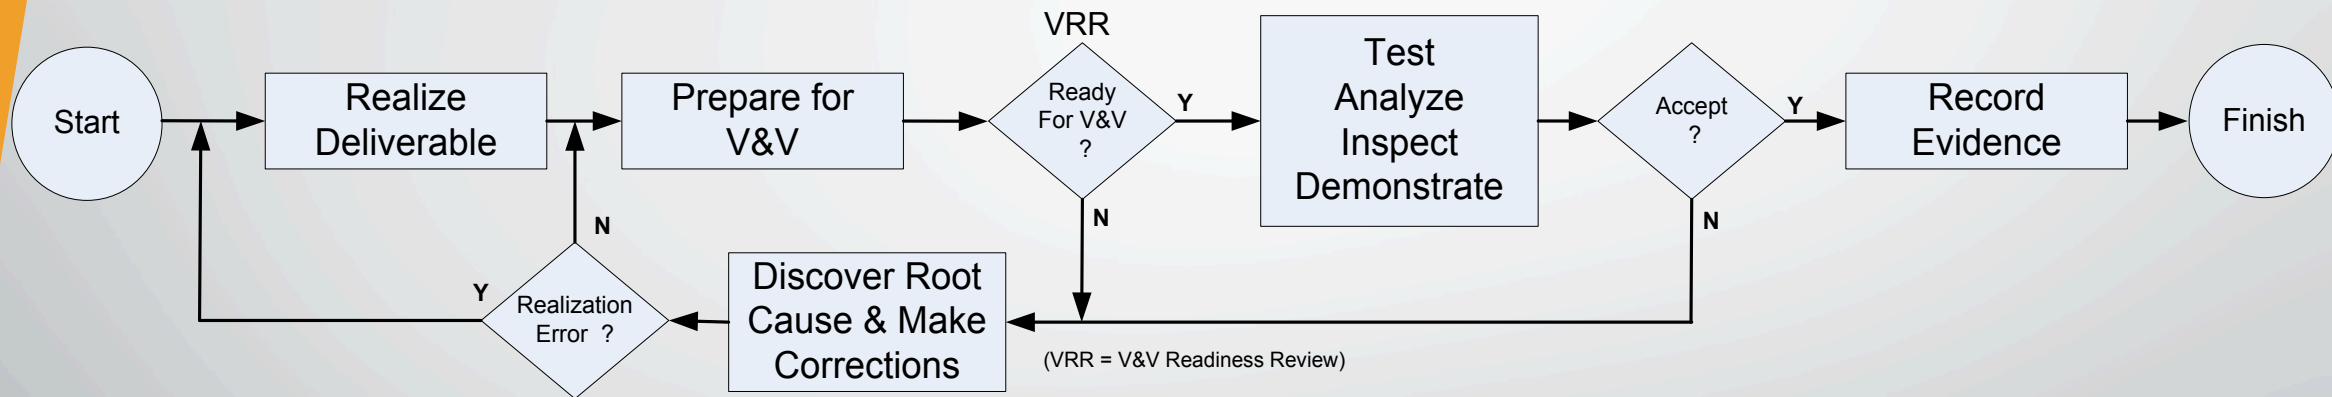 VRR
Start
Realize
Deliverable
Prepare for
V&V
Ready
For V&V
?
Y
N
Test
Analyze
Inspect
Demonstrate
Accept
?
Y
N
Record
Evidence
Finish
Discover Root
Cause & Make
Corrections
Realization
Error ?
Y
N
(VRR = V&V Readiness Review)